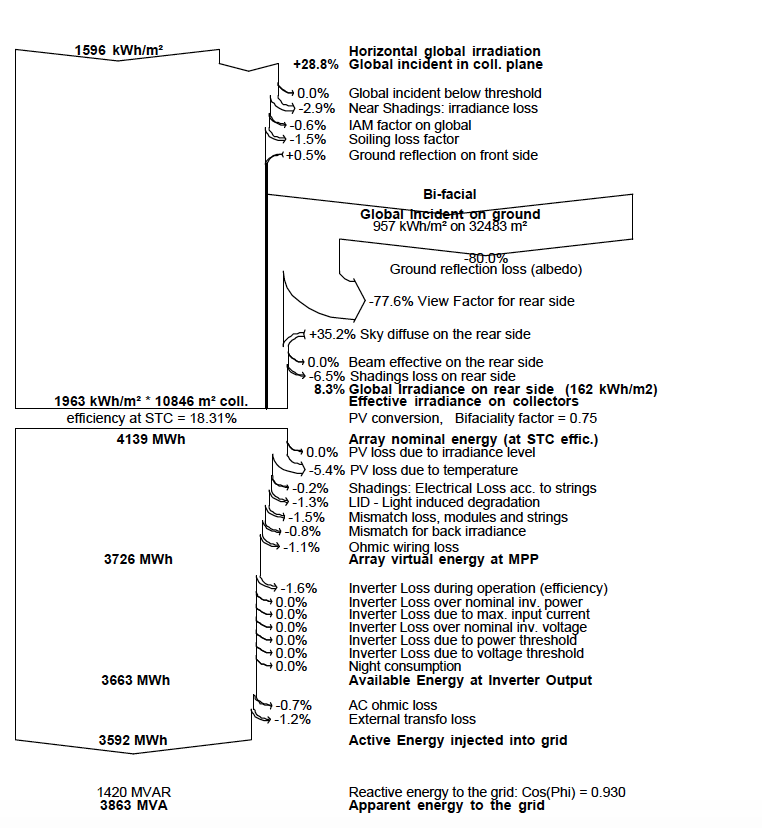 1596 kWh/m² Horizontal global irradiation
+28.8% Global incident in coll. plane
0.0% Global incident below threshold
-2.9% Near Shadings: irradiance loss
-0.6% IAM factor on global
-1.5% Soiling loss factor
+0.5% Ground reflection on front side
Bi-facial
Global incident on ground
957 kWh/m² on 32483 m²
-80.0%
Ground reflection loss (albedo)
-77.6% View Factor for rear side
+35.2% Sky diffuse on the rear side
0.0% Beam effective on the rear side
-6.5% Shadings loss on rear side
8.3% Global Irradiance on rear side (162 kWh/m2)
1963 kWh/m² * 10846 m² coll. Effective irradiance on collectors
efficiency at STC = 18.31% PV conversion, Bifaciality factor = 0.75
4139 MWh Array nominal energy (at STC effic.)
0.0% PV loss due to irradiance level
-5.4% PV loss due to temperature
-0.2% Shadings: Electrical Loss acc. to strings
-1.3% LID - Light induced degradation
-1.5% Mismatch loss, modules and strings
-0.8% Mismatch for back irradiance
-1.1% Ohmic wiring loss
3726 MWh Array virtual energy at MPP
-1.6% Inverter Loss during operation (efficiency)
0.0% Inverter Loss over nominal inv. power
0.0% Inverter Loss due to max. input current
0.0% Inverter Loss over nominal inv. voltage
0.0% Inverter Loss due to power threshold
0.0% Inverter Loss due to voltage threshold
0.0% Night consumption
3663 MWh Available Energy at Inverter Output
-0.7% AC ohmic loss
-1.2% External transfo loss
3592 MWh Active Energy injected into grid
1420 MVAR Reactive energy to the grid: Cos(Phi) = 0.930
3863 MVA Apparent energy to the grid